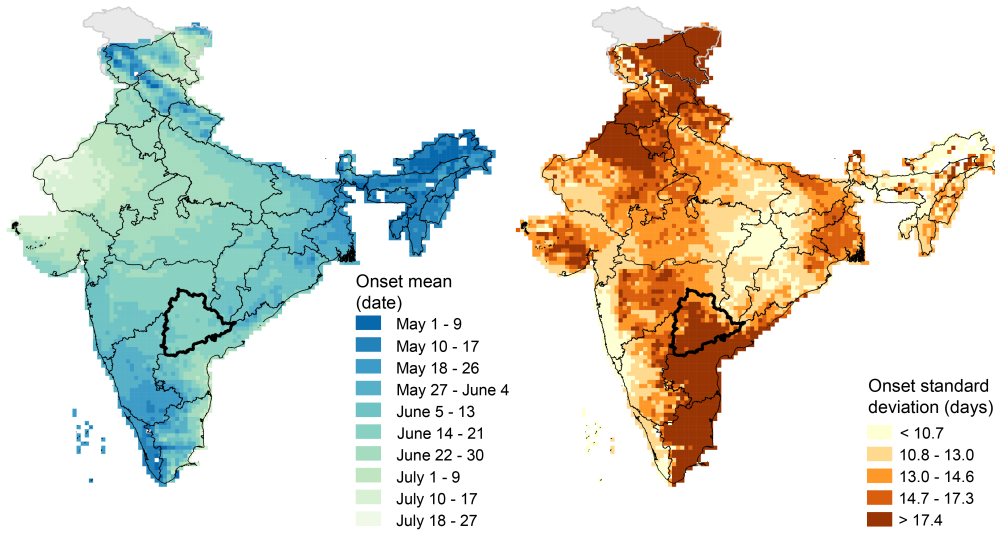 Onset mean
(date)
May 1 - 9
May 10 - 17
May 18 - 26
May 27 - June 4
June 5 - 13
June 14 - 21
June 22 - 30
July 1 - 9
July 10 - 17
July 18 - 27
Onset standard
deviation (days)
< 10.7
10.8 - 13.0
13.0 - 14.6
14.7 - 17.3
> 17.4